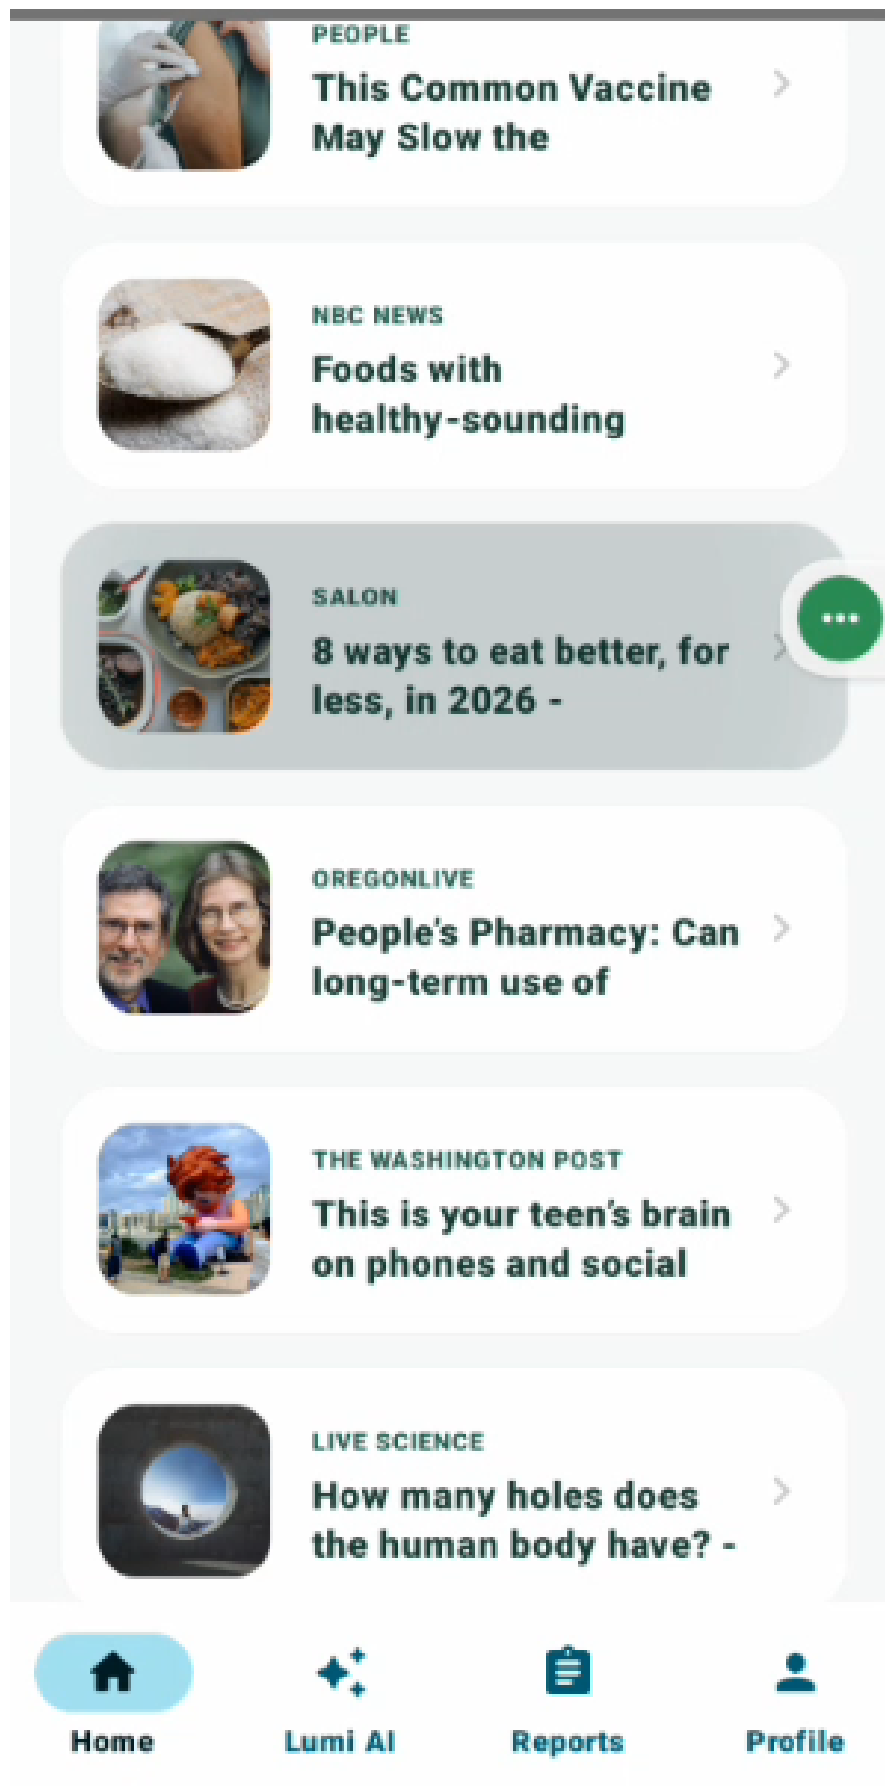 PEOPLE
This Common Vaccine
May Slow the
NBC NEWS
Foods with
healthy-sounding
SALON
8 ways to eat better, for
less, in 2026 -
OREGONLIVE
People's Pharmacy: Can
long-term use of
THE WASHINGTON POST
This is your teen's brain
on phones and social
LIVE SCIENCE
How many holes does
the human body have? -
Home
Lumi AI
Reports
Profile